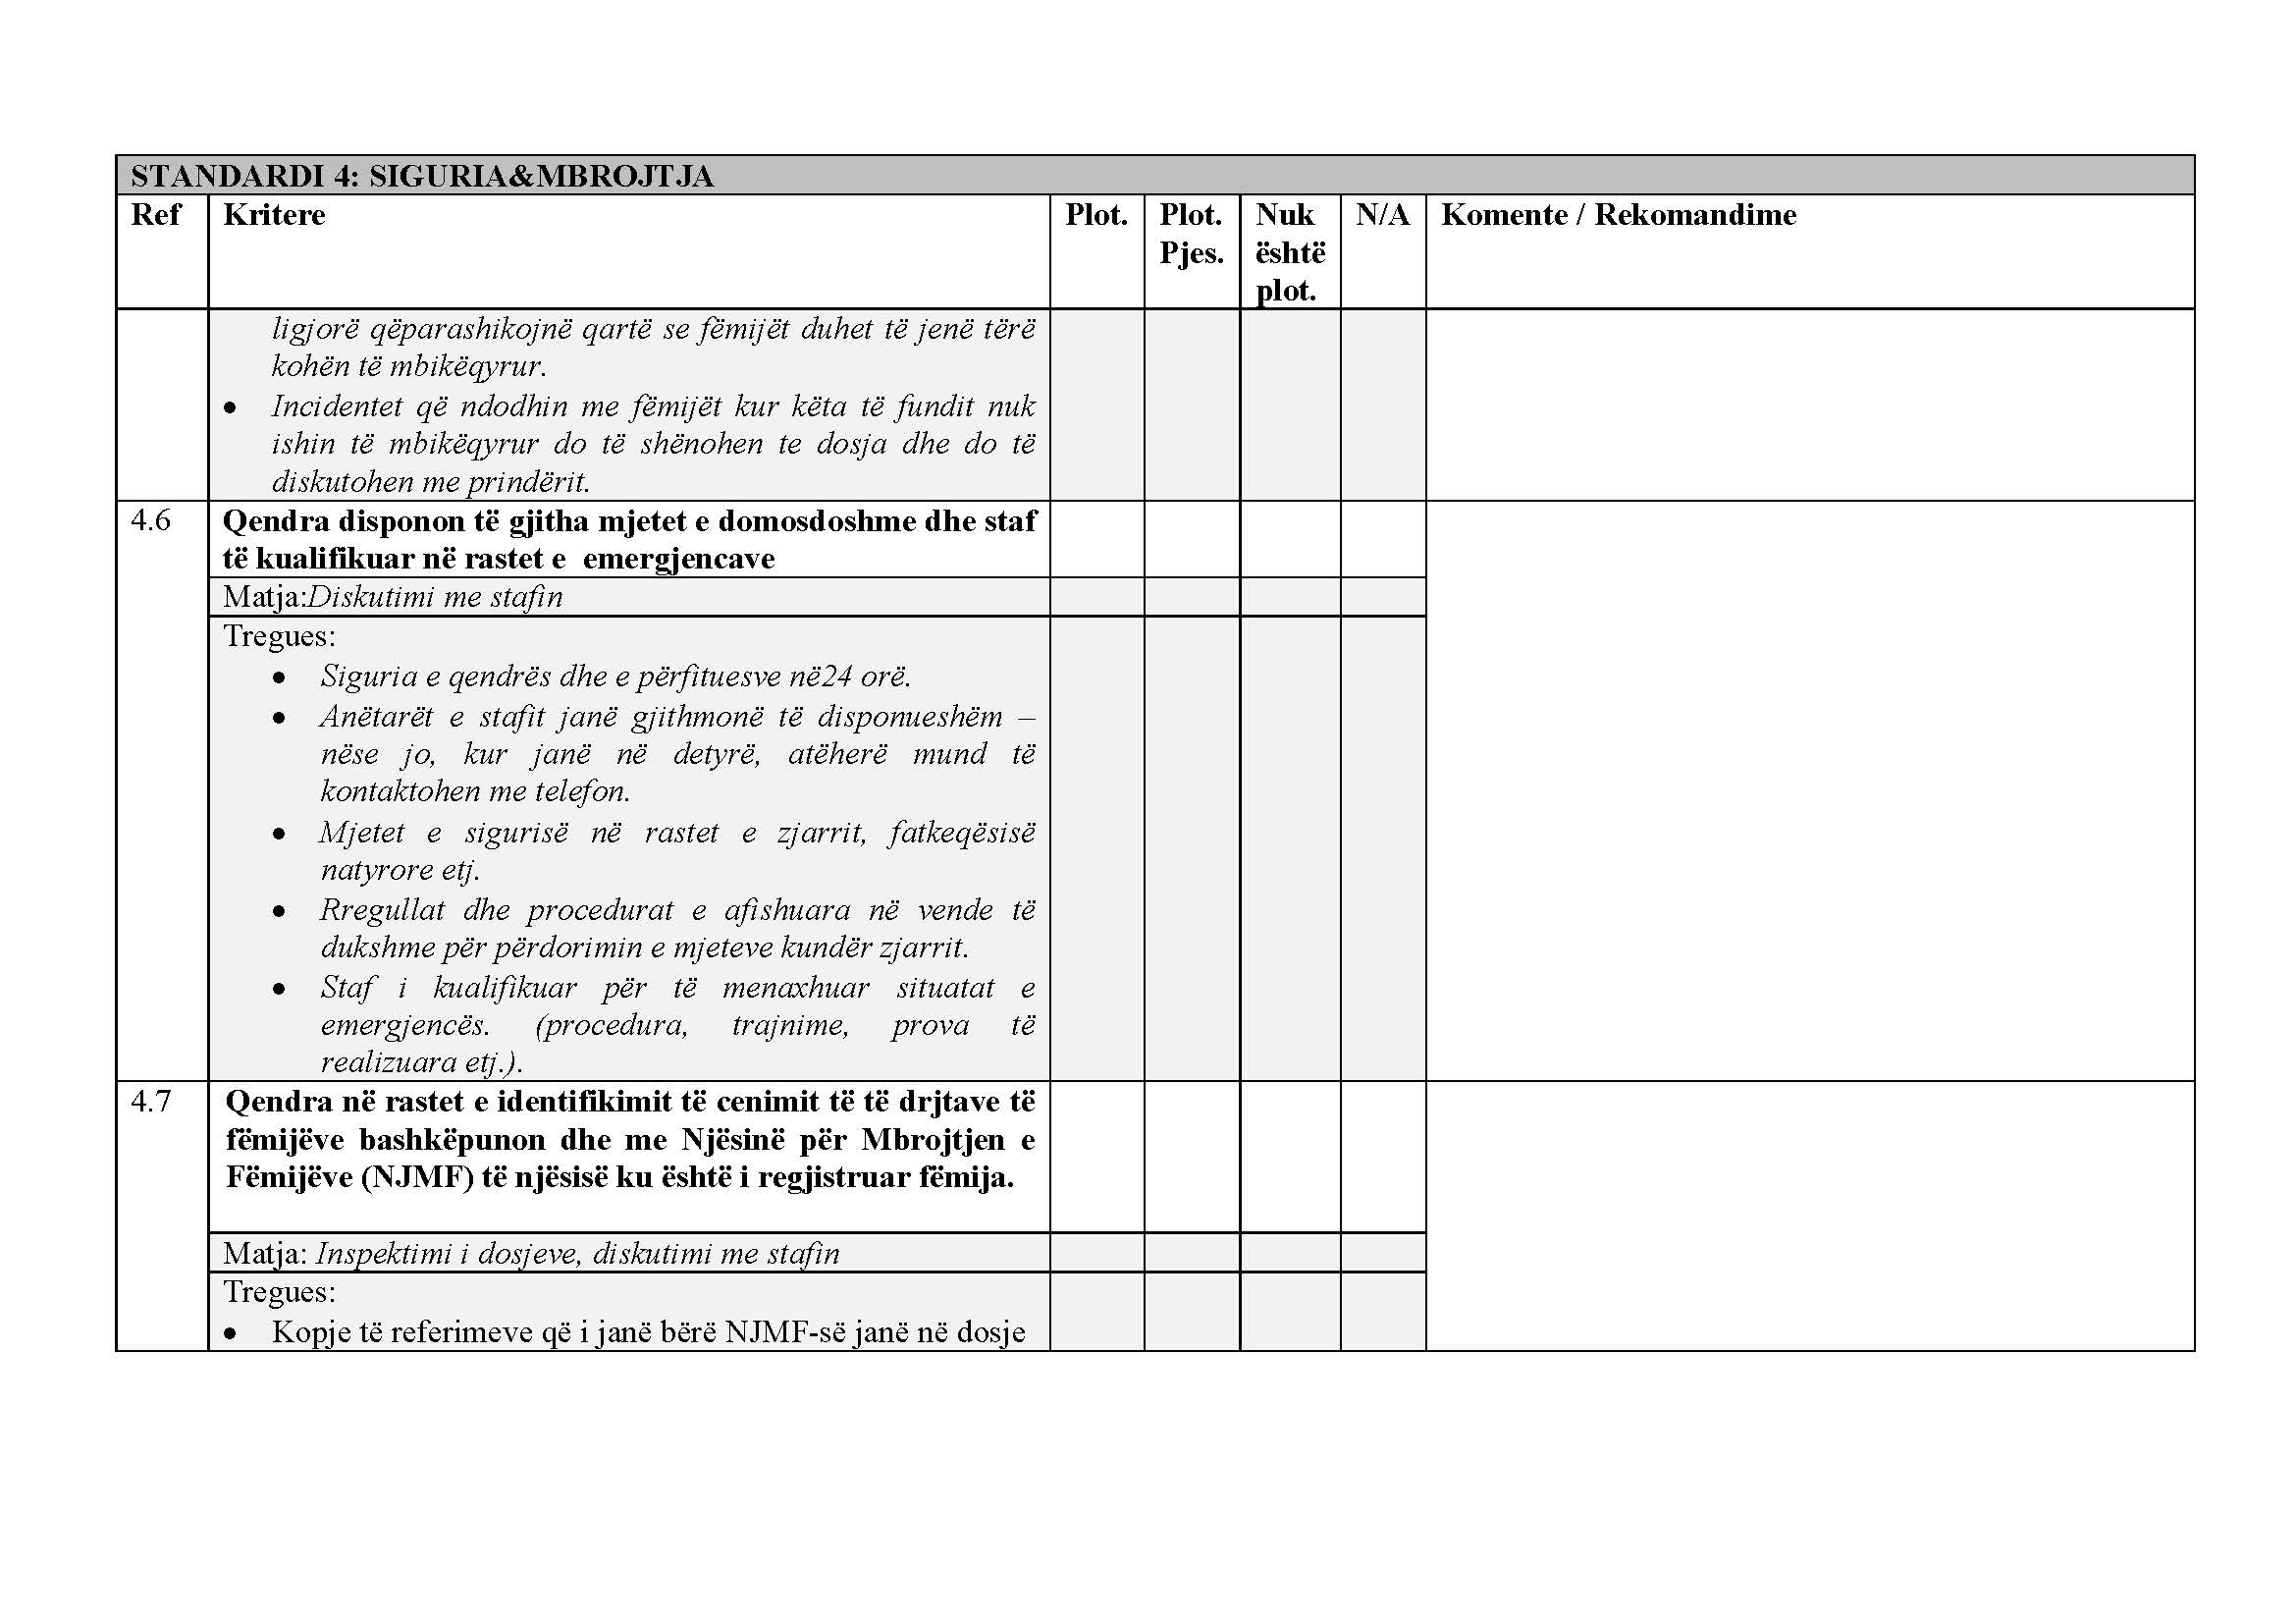 STANDARDI 4: SIGURIA&MBROJTJA
Ref Kritere Plot. Plot. Pjes. Nuk është plot. N/A Komente / Rekomandime
ligjorë qëparashikojnë qartë se fëmijët duhet të jenë tërë
kohën të mbikëqyrur.
• Incidentet që ndodhin me fëmijët kur këta të fundit nuk
ishin të mbikëqyrur do të shënohen te dosja dhe do të
diskutohen me prindërit.
4.6 Qendra disponon të gjitha mjetet e domosdoshme dhe staf
të kualifikuar në rastet e emergjencave
Matja:Diskutimi me stafin
Tregues:
• Siguria e qendrës dhe e përfituesve në24 orë.
• Anëtarët e stafit janë gjithmonë të disponueshëm –
nëse jo, kur janë në detyrë, atëherë mund të
kontaktohen me telefon.
• Mjetet e sigurisë në rastet e zjarrit, fatkeqësisë
natyrore etj.
• Rregullat dhe procedurat e afishuara në vende të
dukshme për përdorimin e mjeteve kundër zjarrit.
• Staf i kualifikuar për të menaxhuar situatat e
emergjencës. (procedura, trajnime, prova të
realizuara etj.).
4.7 Qendra në rastet e identifikimit të cenimit të të drjtave të
fëmijëve bashkëpunon dhe me Njësinë për Mbrojtjen e
Fëmijëve (NJMF) të njësisë ku është i regjistruar fëmija.
Matja: Inspektimi i dosjeve, diskutimi me stafin
Tregues:
• Kopje të referimeve që i janë bërë NJMF-së janë në dosje